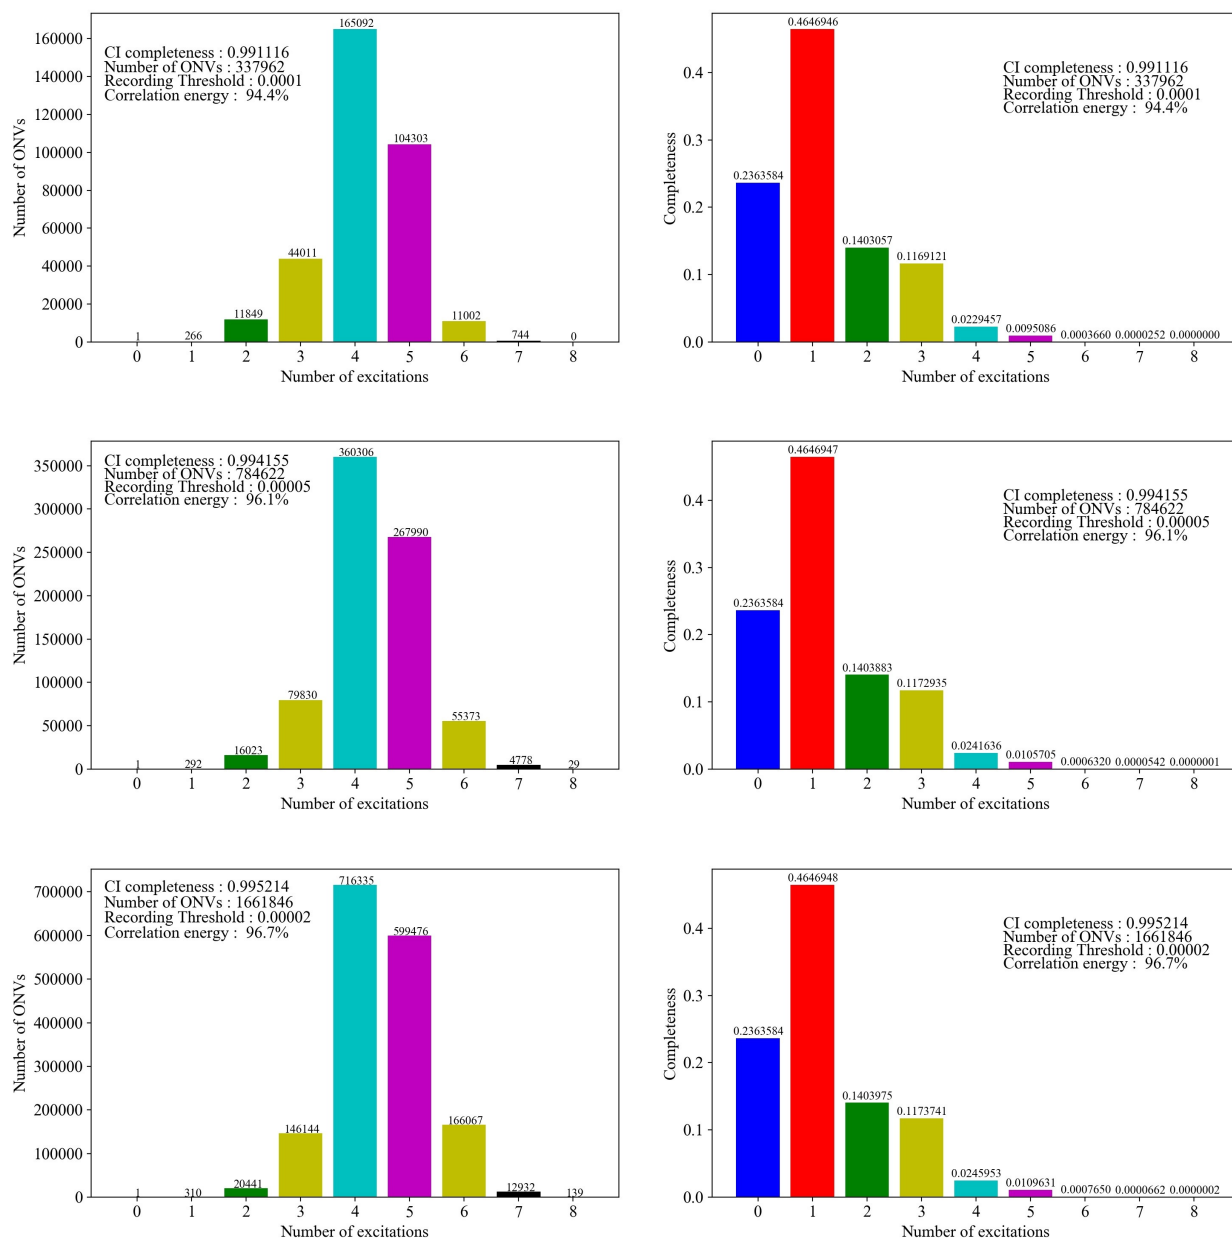 165092
160000
CI completeness : 0.991116
Number of ONVs : 337962
Recording Threshold : 0.0001
Correlation energy :  94.4%
140000
120000
104303
100000
80000
60000
44011
40000
20000
11849
11002
1
266
744
0
0
0 1 2 3 4 5 6 7 8
Number of ONVs
Number of excitations
0.4646946
CI completeness : 0.991116
Number of ONVs : 337962
Recording Threshold : 0.0001
Correlation energy :  94.4%
0.4
0.3
0.2363584
0.2
0.1403057
0.1169121
0.1
0.0229457
0.0095086
0.0003660 0.0000252 0.0000000
0.0
0 1 2 3 4 5 6 7 8
Completeness
Number of excitations
360306
CI completeness : 0.994155
Number of ONVs : 784622
Recording Threshold : 0.00005
Correlation energy :  96.1%
350000
300000
267990
250000
200000
150000
100000
79830
55373
50000
16023
4778
1
292
29
0
0 1 2 3 4 5 6 7 8
Number of ONVs
Number of excitations
0.4646947
CI completeness : 0.994155
Number of ONVs : 784622
Recording Threshold : 0.00005
Correlation energy :  96.1%
0.4
0.3
0.2363584
0.2
0.1403883
0.1172935
0.1
0.0241636
0.0105705
0.0006320 0.0000542 0.0000001
0.0
0 1 2 3 4 5 6 7 8
Completeness
Number of excitations
716335
CI completeness : 0.995214
Number of ONVs : 1661846
Recording Threshold : 0.00002
Correlation energy :  96.7%
700000
600000
599476
500000
400000
300000
200000
166067
146144
100000
20441
12932
1
310
139
0
0 1 2 3 4 5 6 7 8
Number of ONVs
Number of excitations
0.4646948
CI completeness : 0.995214
Number of ONVs : 1661846
Recording Threshold : 0.00002
Correlation energy :  96.7%
0.4
0.3
0.2363584
0.2
0.1403975
0.1173741
0.1
0.0245953
0.0109631
0.0007650 0.0000662 0.0000002
0.0
0 1 2 3 4 5 6 7 8
Completeness
Number of excitations